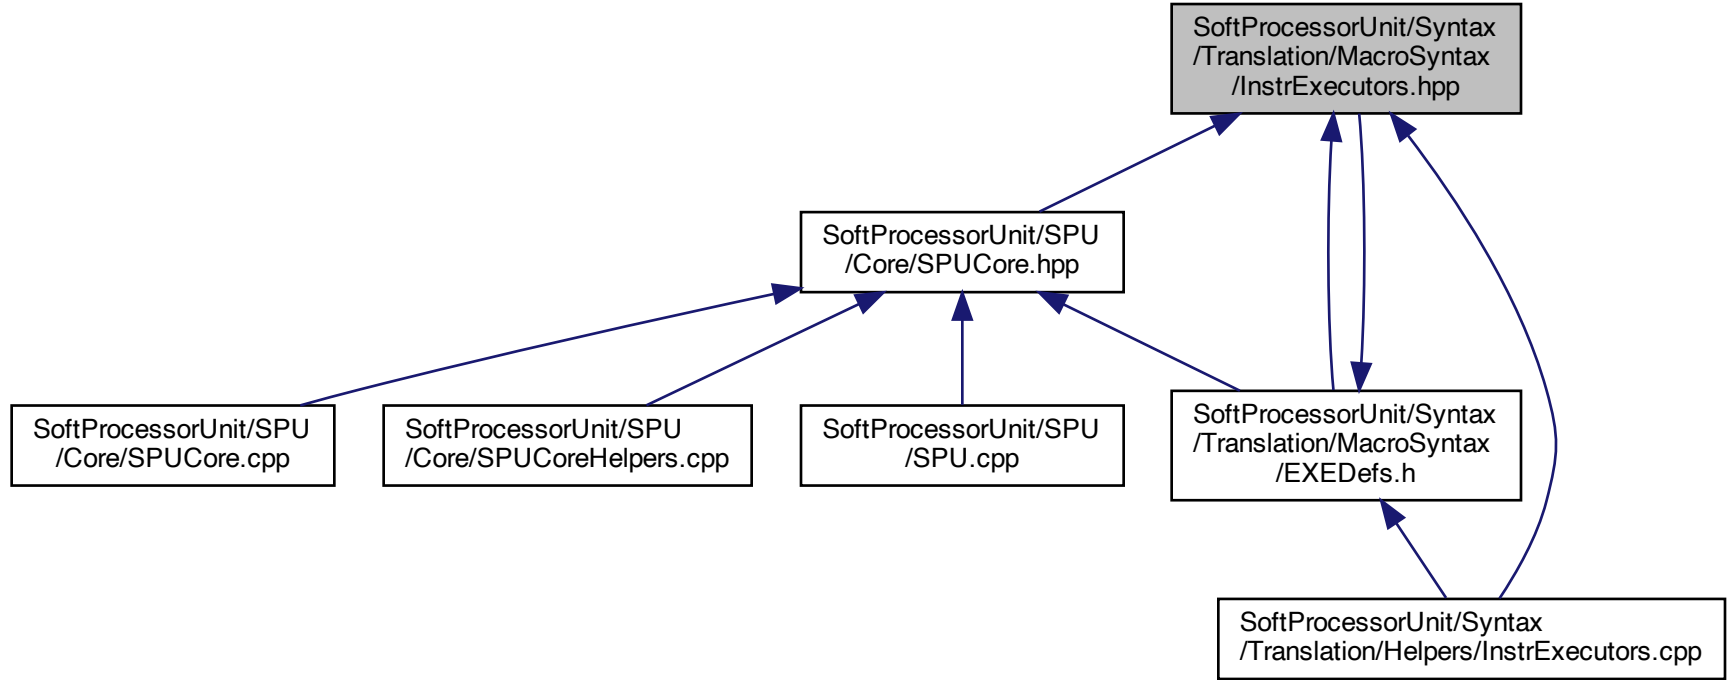 SoftProcessorUnit/Syntax
/Translation/MacroSyntax
/InstrExecutors.hpp
SoftProcessorUnit/SPU
/Core/SPUCore.hpp
SoftProcessorUnit/SPU
/Core/SPUCore.cpp
SoftProcessorUnit/SPU
/Core/SPUCoreHelpers.cpp
SoftProcessorUnit/SPU
/SPU.cpp
SoftProcessorUnit/Syntax
/Translation/MacroSyntax
/EXEDefs.h
SoftProcessorUnit/Syntax
/Translation/Helpers/InstrExecutors.cpp